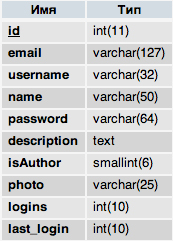 Имя Тип
id int(11)
email varchar(127)
username varchar(32)
name varchar(50)
password varchar(64)
description text
isAuthor smallint(6)
photo varchar(25)
logins int(10)
last_login int(10)